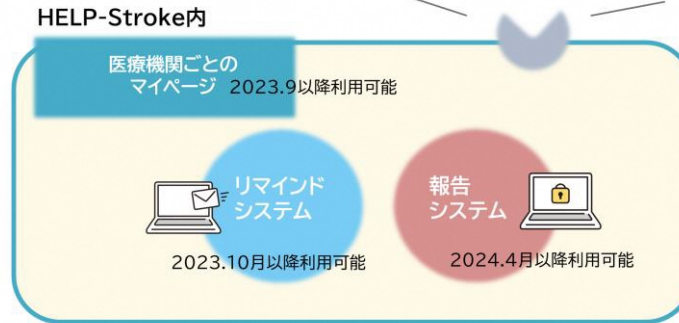 HELP-Stroke内
医療機関ごとの
マイページ 2023.9以降利用可能
リマインド
システム
2023.10月以降利用可能
報告
システム
2024.4月以降利用可能